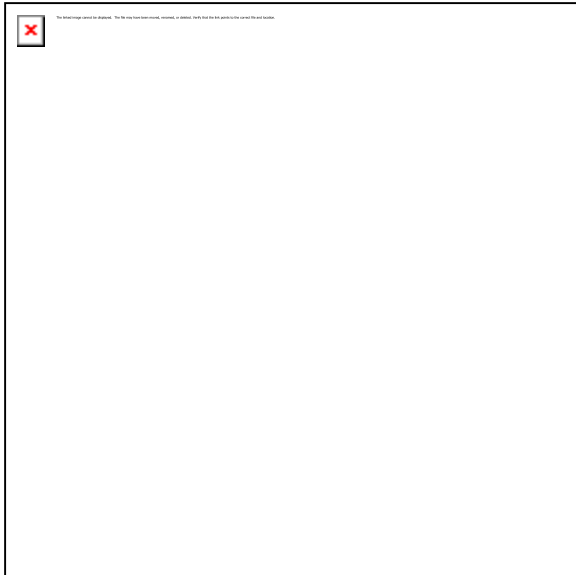 The linked image cannot be displayed.  The file may have been moved, renamed, or deleted. Verify that the link points to the correct file and location.